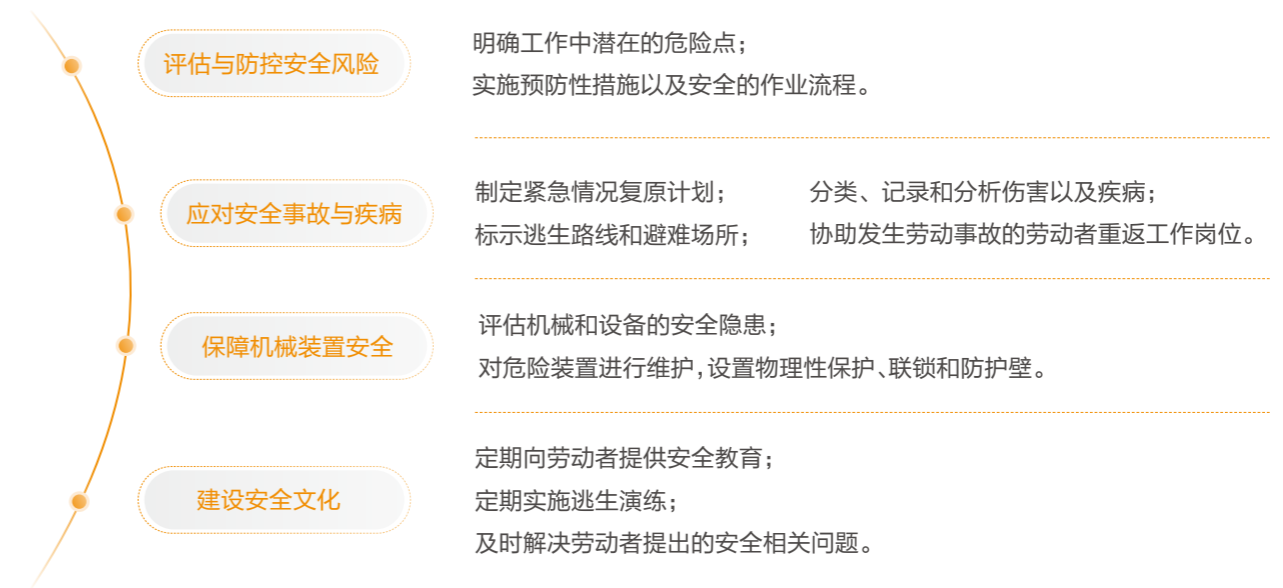 评估与防控安全风险
明确工作中潜在的危险点；
实施预防性措施以及安全的作业流程。
应对安全事故与疾病
制定紧急情况复原计划；
标示逃生路线和避难场所；
分类、记录和分析伤害以及疾病；
协助发生劳动事故的劳动者重返工作岗位。
保障机械装置安全
评估机械和设备的安全隐患；
对危险装置进行维护，设置物理性保护、联锁和防护壁。
建设安全文化
定期向劳动者提供安全教育；
定期实施逃生演练；
及时解决劳动者提出的安全相关问题。